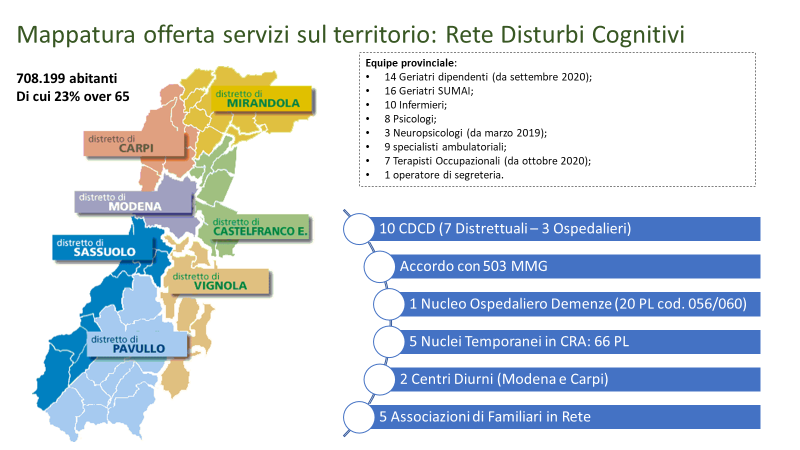 Mappatura offerta servizi sul territorio: Rete Disturbi Cognitivi
708.199 abitanti
Di cui 23% over 65
distretto di
MIRANDOLA
distretto di
CARPI
distretto di
MODENA
distretto di
CASTELFRANCO E.
distretto di
SASSUOLO
distretto di
VIGNOLA
distretto di
PAVULLO
Equipe provinciale:
• 14 Geriatri dipendenti (da settembre 2020);
• 16 Geriatri SUMAI;
• 10 Infermieri;
• 8 Psicologi;
• 3 Neuropsicologi (da marzo 2019);
• 9 specialisti ambulatoriali;
• 7 Terapisti Occupazionali (da ottobre 2020);
• 1 operatore di segreteria.
10 CDCD (7 Distrettuali – 3 Ospedalieri)
Accordo con 503 MMG
1 Nucleo Ospedaliero Demenze (20 PL cod. 056/060)
5 Nuclei Temporanei in CRA: 66 PL
2 Centri Diurni (Modena e Carpi)
5 Associazioni di Familiari in Rete